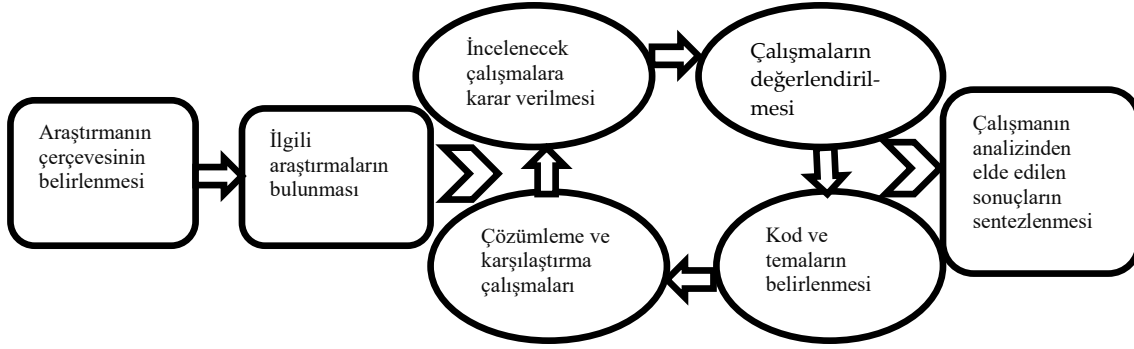 Araştırmanın
çerçevesinin
belirlenmesi
İlgili
araştırmaların
bulunması
İncelenecek
çalışmalara
karar verilmesi
Çalışmaların
değerlendiril-
mesi
Kod ve
temaların
belirlenmesi
Çözümleme ve
karşılaştırma
çalışmaları
Çalışmanın
analizinden
elde edilen
sonuçların
sentezlenmesi